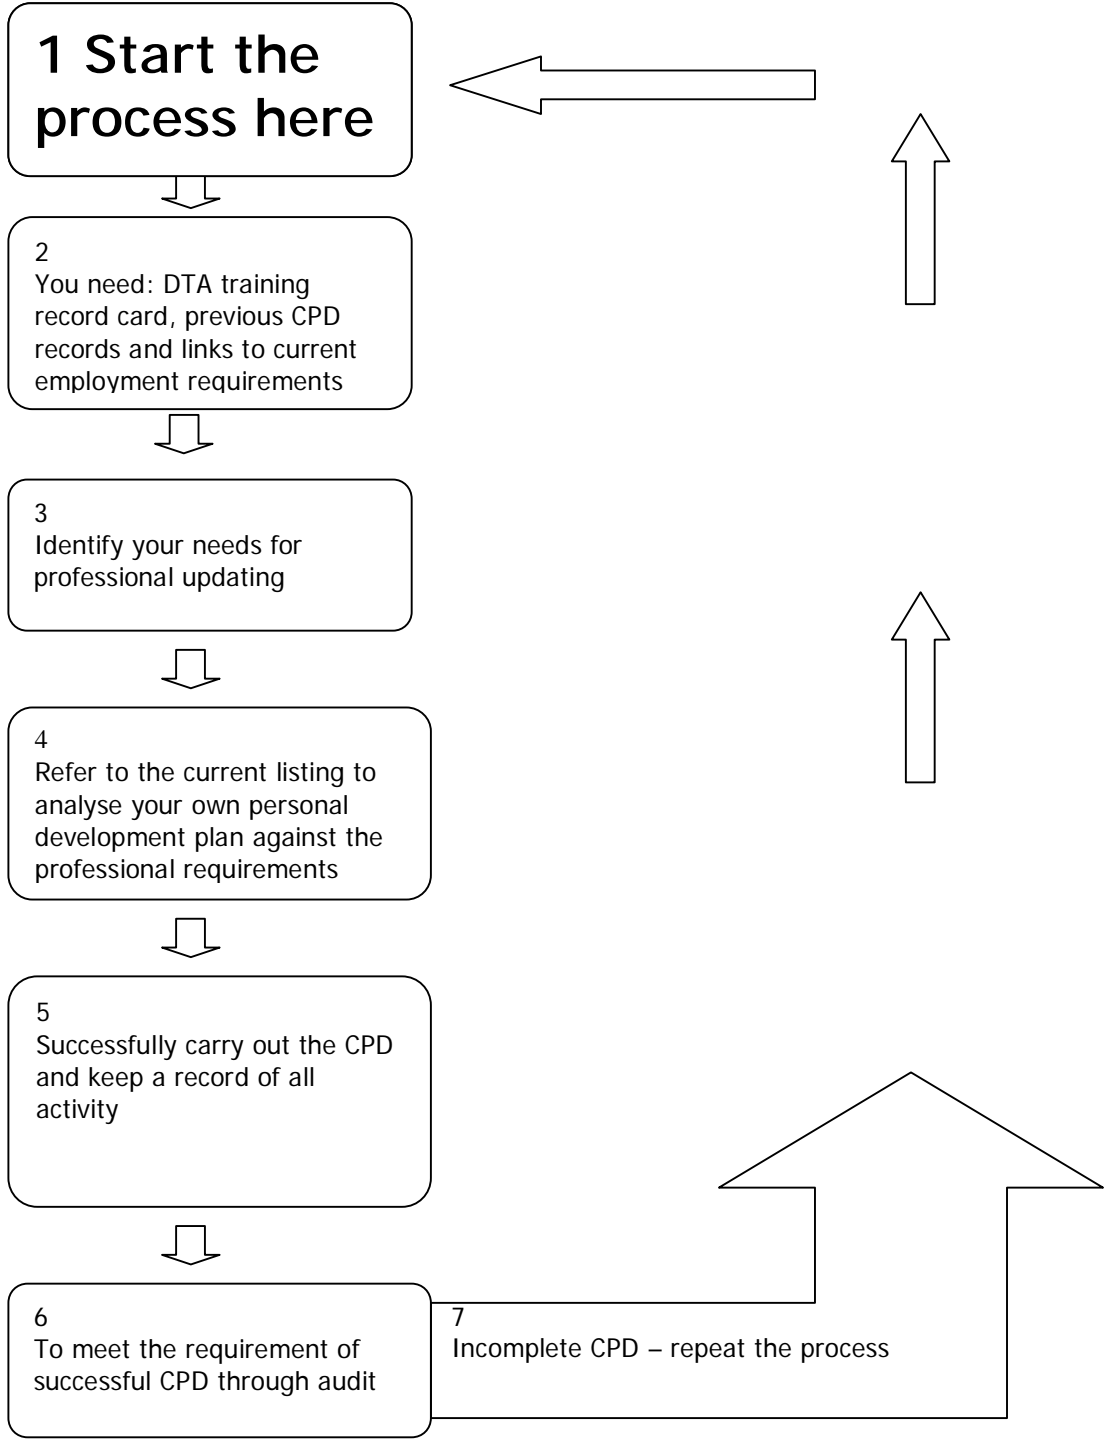 1 Start the
process here
2
You need: DTA training
record card, previous CPD
records and links to current
employment requirements
3
Identify your needs for
professional updating
4
Refer to the current listing to
analyse your own personal
development plan against the
professional requirements
5
Successfully carry out the CPD
and keep a record of all
activity
6
To meet the requirement of
successful CPD through audit
7
Incomplete CPD – repeat the process